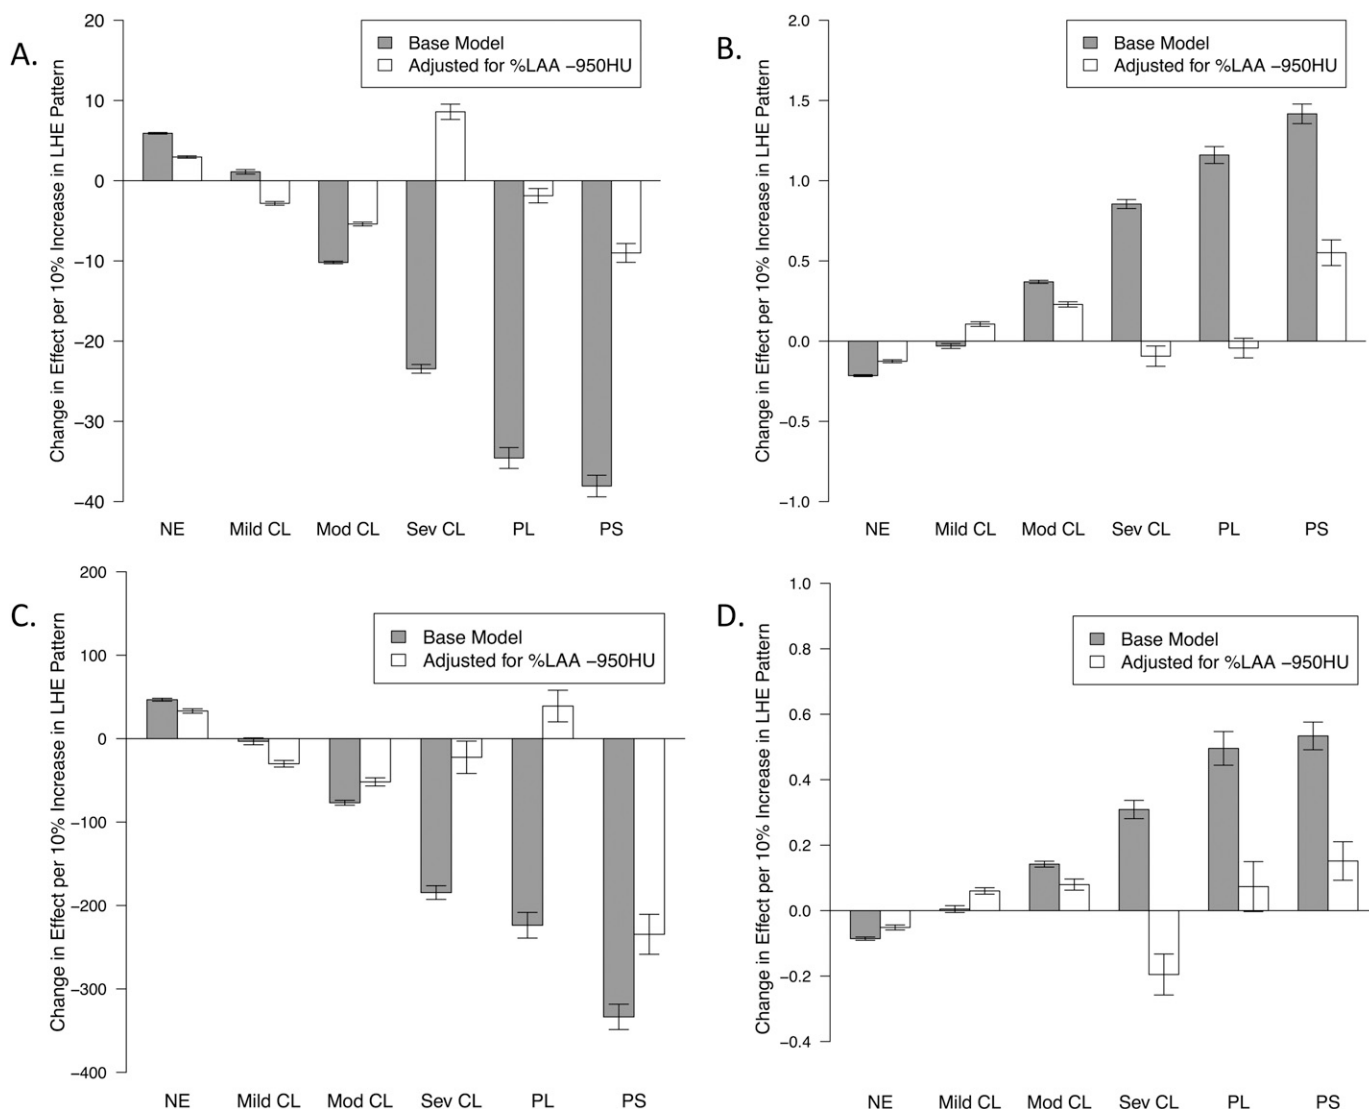 A.
Change in Effect per 10% Increase in LHE Pattern
20
10
0
−10
−20
−30
−40
Base Model
Adjusted for %LAA −950HU
NE Mild CL Mod CL Sev CL PL PS
B.
Change in Effect per 10% Increase in LHE Pattern
2.0
1.5
1.0
0.5
0.0
−0.5
−1.0
Base Model
Adjusted for %LAA −950HU
NE Mild CL Mod CL Sev CL PL PS
C.
Change in Effect per 10% Increase in LHE Pattern
200
100
0
−100
−200
−300
−400
Base Model
Adjusted for %LAA −950HU
NE Mild CL Mod CL Sev CL PL PS
D.
Change in Effect per 10% Increase in LHE Pattern
1.0
0.8
0.6
0.4
0.2
0.0
−0.2
−0.4
Base Model
Adjusted for %LAA −950HU
NE Mild CL Mod CL Sev CL PL PS